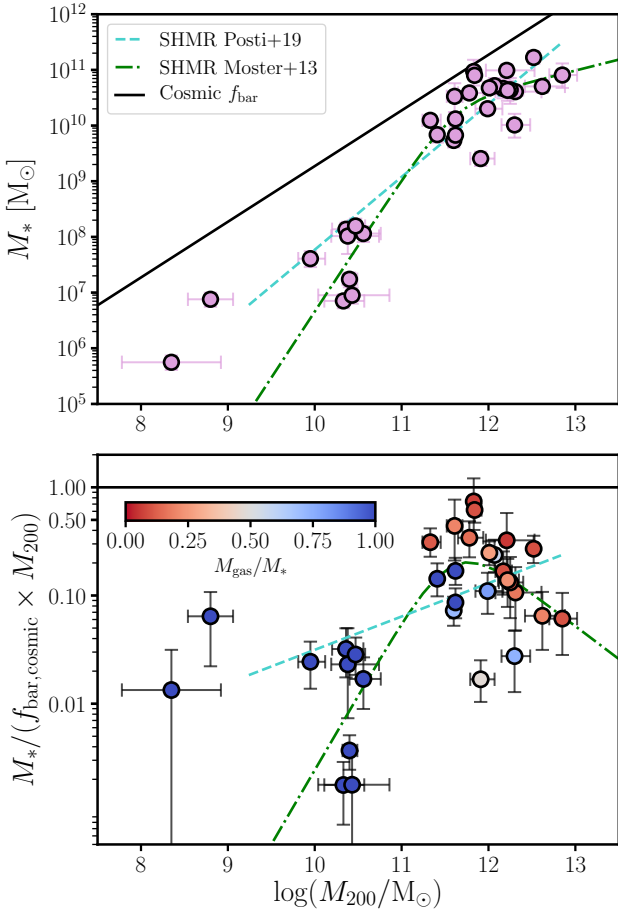 10^12
10^11
10^10
10^9
10^8
10^7
10^6
10^5
M_* [M_⊙]
SHMR Posti+19
SHMR Moster+13
Cosmic f_bar
8 9 10 11 12 13
1.00
0.50
0.10
0.01
M_*/(f_bar,cosmic × M_200)
0.00 0.25 0.50 0.75 1.00
M_gas/M_*
8 9 10 11 12 13
log(M_200/M_⊙)